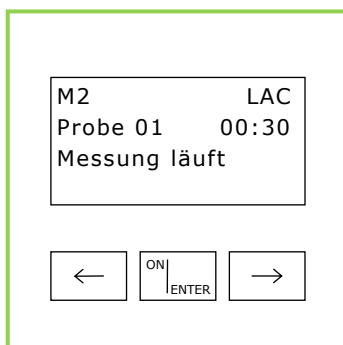 M2 LAC
Probe 01 00:30
Messung läuft
← ON ENTER →